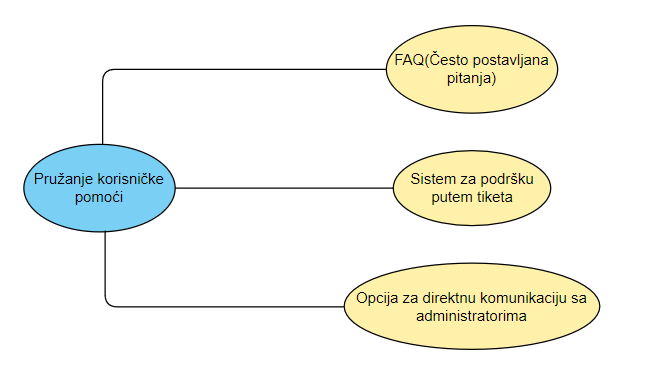 FAQ(Često postavljana
pitanja)
Pružanje korisničke
pomoći
Sistem za podršku
putem tiketa
Opcija za direktnu komunikaciju sa
administratorima